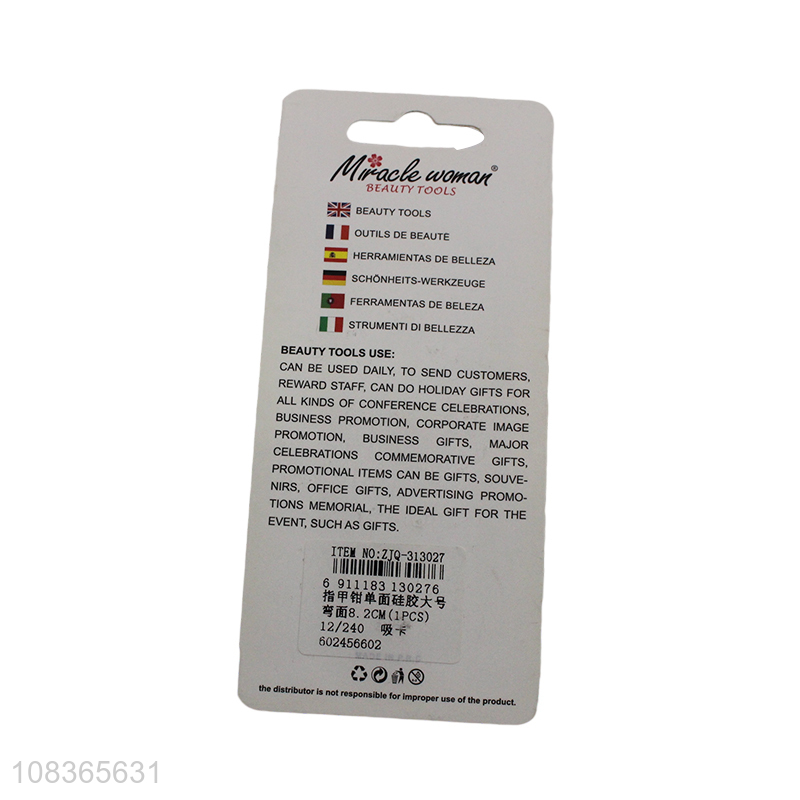 Miracle woman®
BEAUTY TOOLS
BEAUTY TOOLS
OUTILS DE BEAUTE
HERRAMIENTAS DE BELLEZA
SCHÖNHEITS-WERKZEUGE
FERRAMENTAS DE BELEZA
STRUMENTI DI BELLEZZA
BEAUTY TOOLS USE:
CAN BE USED DAILY, TO SEND CUSTOMERS,
REWARD STAFF, CAN DO HOLIDAY GIFTS FOR
ALL KINDS OF CONFERENCE CELEBRATIONS,
BUSINESS PROMOTION, CORPORATE IMAGE
PROMOTION, BUSINESS GIFTS, MAJOR
CELEBRATIONS COMMEMORATIVE GIFTS,
PROMOTIONAL ITEMS CAN BE GIFTS, SOUVE-
NIRS, OFFICE GIFTS, ADVERTISING PROMO-
TIONS MEMORIAL, THE IDEAL GIFT FOR THE
EVENT, SUCH AS GIFTS.
ITEM NO:ZJQ-313027
6 911183 130276
指甲钳单面硅胶大号
弯面8.2CM(1PCS)
12/240 吸卡
602456602
the distributor is not responsible for improper use of the product.
108365631